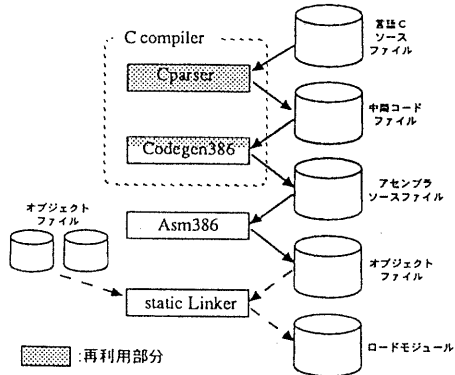 C compiler
言語C
ソース
ファイル
Cparser
中間コード
ファイル
Codegen386
アセンブラ
ソースファイル
オブジェクト
ファイル
Asm386
オブジェクト
ファイル
static Linker
ロードモジュール
:再利用部分